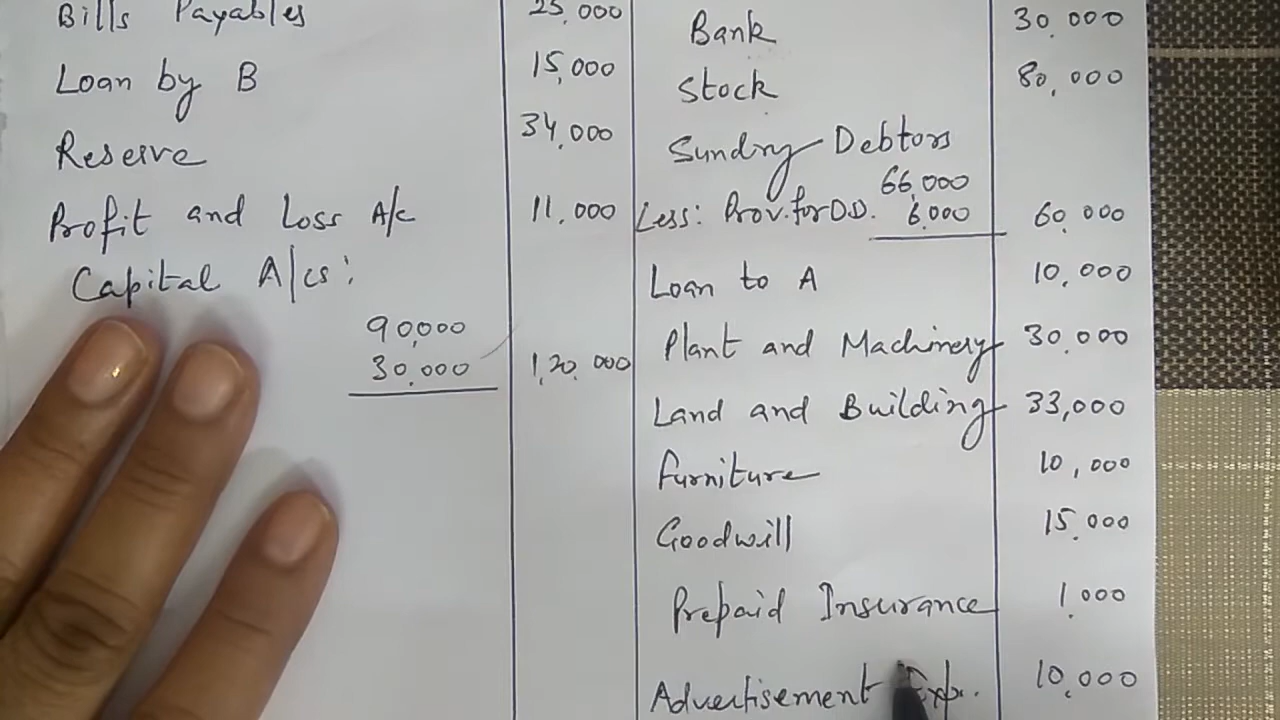 Bills Payables 25,000
Loan by B 15,000
Reserve 34,000
Profit and Loss A/c 11,000
Capital A/cs:
90,000
30,000 1,20,000
Bank 30,000
Stock 80,000
Sundry Debtors
66,000
Less: Prov. for D.D. 6,000 60,000
Loan to A 10,000
Plant and Machinery 30,000
Land and Building 33,000
Furniture 10,000
Goodwill 15,000
Prepaid Insurance 1,000
Advertisement Exp. 10,000